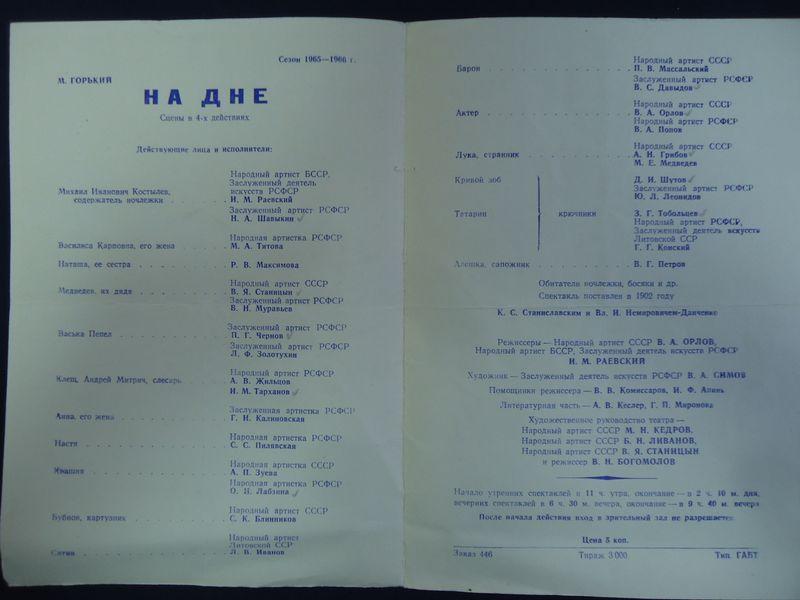 Сезон 1965—1966 г.
М. ГОРЬКИЙ
НА ДНЕ
Сцены в 4-х действиях
Действующие лица и исполнители:
Народный артист БССР,
Заслуженный деятель
искусств РСФСР
Михаил Иванович Костылев,
содержатель ночлежки . . . . . И. М. Раевский
Заслуженный артист РСФСР
Н. А. Шавыкин
Народная артистка РСФСР
Василиса Карповна, его жена . . . . . М. А. Титова
Наташа, ее сестра . . . . . . . . Р. В. Максимова
Народный артист СССР
Медведев, их дядя . . . . . . . . В. Я. Станицын
Заслуженный артист РСФСР
В. Н. Муравьев
Заслуженный артист РСФСР
Васька Пепел . . . . . . . . . П. Г. Чернов
Заслуженный артист РСФСР
Л. Ф. Золотухин
Народный артист РСФСР
Клещ, Андрей Митрич, слесарь . . . . А. В. Жильцов
И. М. Тарханов
Заслуженная артистка РСФСР
Анна, его жена . . . . . . . . . Г. И. Калиновская
Народная артистка РСФСР
Настя . . . . . . . . . . . . С. С. Пилявская
Народная артистка СССР
Квашня . . . . . . . . . . . . А. П. Зуева
Народная артистка РСФСР
О. Н. Лабзина
Народный артист СССР
Бубнов, картузник . . . . . . . . С. К. Блинников
Народный артист
Литовской ССР
Сатин . . . . . . . . . . . . Л. В. Иванов
Народный артист СССР
Барон . . . . . . . . . . . . П. В. Массальский
Заслуженный артист РСФСР
В. С. Давыдов
Народный артист СССР
Актер . . . . . . . . . . . . В. А. Орлов
Народный артист РСФСР
В. А. Попов
Народный артист СССР
Лука, странник . . . . . . . . . А. Н. Грибов
М. Е. Медведев
Кривой зоб Д. И. Шутов
Заслуженный артист РСФСР
Ю. Л. Леонидов
Татарин крючники З. Г. Тобольцев
Народный артист РСФСР,
Заслуженный деятель искусств
Литовской ССР
Г. Г. Конский
Алешка, сапожник . . . . . . . . В. Г. Петров
Обитатели ночлежки, босяки и др.
Спектакль поставлен в 1902 году
К. С. Станиславским и Вл. И. Немировичем-Данченко
Режиссеры — Народный артист СССР В. А. ОРЛОВ,
Народный артист БССР, Заслуженный деятель искусств РСФСР
И. М. РАЕВСКИЙ
Художник — Заслуженный деятель искусств РСФСР В. А. СИМОВ
Помощники режиссера — В. В. Комиссаров, И. Ф. Апинь
Литературная часть — А. В. Кеслер, Г. П. Миронова
Художественное руководство театра —
Народный артист СССР М. Н. КЕДРОВ,
Народный артист СССР Б. Н. ЛИВАНОВ,
Народный артист СССР В. Я. СТАНИЦЫН
и режиссер В. Н. БОГОМОЛОВ
Начало утренних спектаклей в 11 ч. утра, окончание — в 2 ч. 10 м. дня,
вечерних спектаклей в 6 ч. 30 м. вечера, окончание — в 9 ч. 40 м. вечера
После начала действия вход в зрительный зал не разрешается
Цена 5 коп.
Заказ 446 Тираж 3 000 Тип. ГАБТ